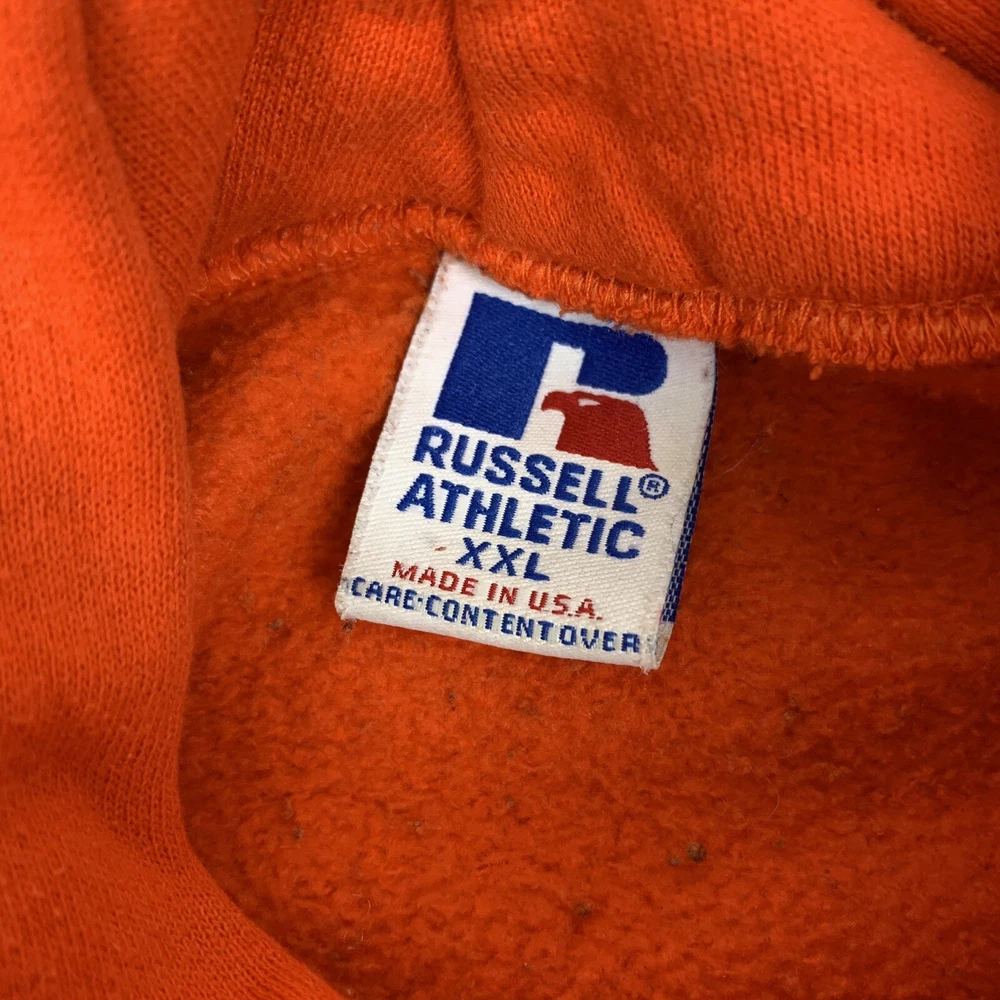 RUSSELL®
ATHLETIC
XXL
MADE IN U.S.A.
CARE·CONTENT OVER